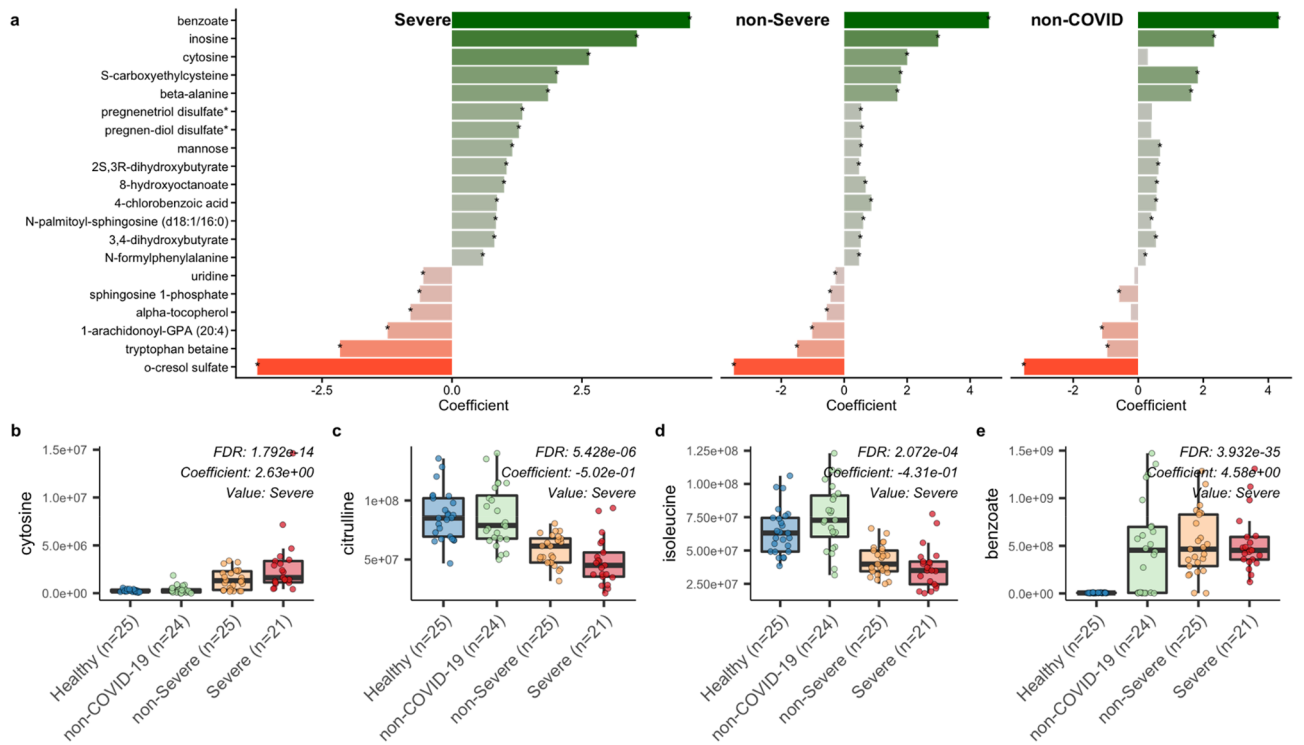 a
Severe
non-Severe
non-COVID
benzoate
inosine
cytosine
S-carboxyethylcysteine
beta-alanine
pregnenetriol disulfate*
pregnen-diol disulfate*
mannose
2S,3R-dihydroxybutyrate
8-hydroxyoctanoate
4-chlorobenzoic acid
N-palmitoyl-sphingosine (d18:1/16:0)
3,4-dihydroxybutyrate
N-formylphenylalanine
uridine
sphingosine 1-phosphate
alpha-tocopherol
1-arachidonoyl-GPA (20:4)
tryptophan betaine
o-cresol sulfate
-2.5 0.0 2.5
Coefficient
-2 0 2 4
Coefficient
-2 0 2 4
Coefficient
b
FDR: 1.792e-14
Coefficient: 2.63e+00
Value: Severe
cytosine
1.5e+07
1.0e+07
5.0e+06
0.0e+00
Healthy (n=25)
non-COVID-19 (n=24)
non-Severe (n=25)
Severe (n=21)
c
FDR: 5.428e-06
Coefficient: -5.02e-01
Value: Severe
citrulline
1e+08
5e+07
Healthy (n=25)
non-COVID-19 (n=24)
non-Severe (n=25)
Severe (n=21)
d
FDR: 2.072e-04
Coefficient: -4.31e-01
Value: Severe
isoleucine
1.25e+08
1.00e+08
7.50e+07
5.00e+07
2.50e+07
Healthy (n=25)
non-COVID-19 (n=24)
non-Severe (n=25)
Severe (n=21)
e
FDR: 3.932e-35
Coefficient: 4.58e+00
Value: Severe
benzoate
1.5e+09
1.0e+09
5.0e+08
0.0e+00
Healthy (n=25)
non-COVID-19 (n=24)
non-Severe (n=25)
Severe (n=21)